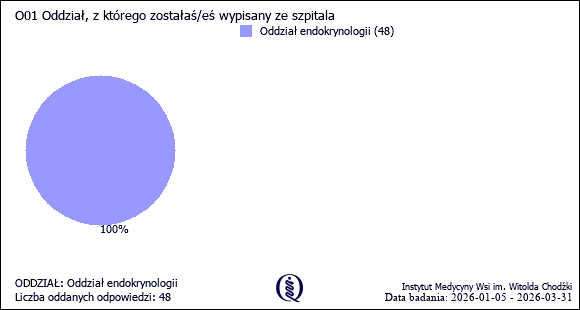 O01 Oddział, z którego zostałaś/eś wypisany ze szpitala
Oddział endokrynologii (48)
100%
ODDZIAŁ: Oddział endokrynologii
Liczba oddanych odpowiedzi: 48
Instytut Medycyny Wsi im. Witolda Chodźki
Data badania: 2026-01-05 - 2026-03-31